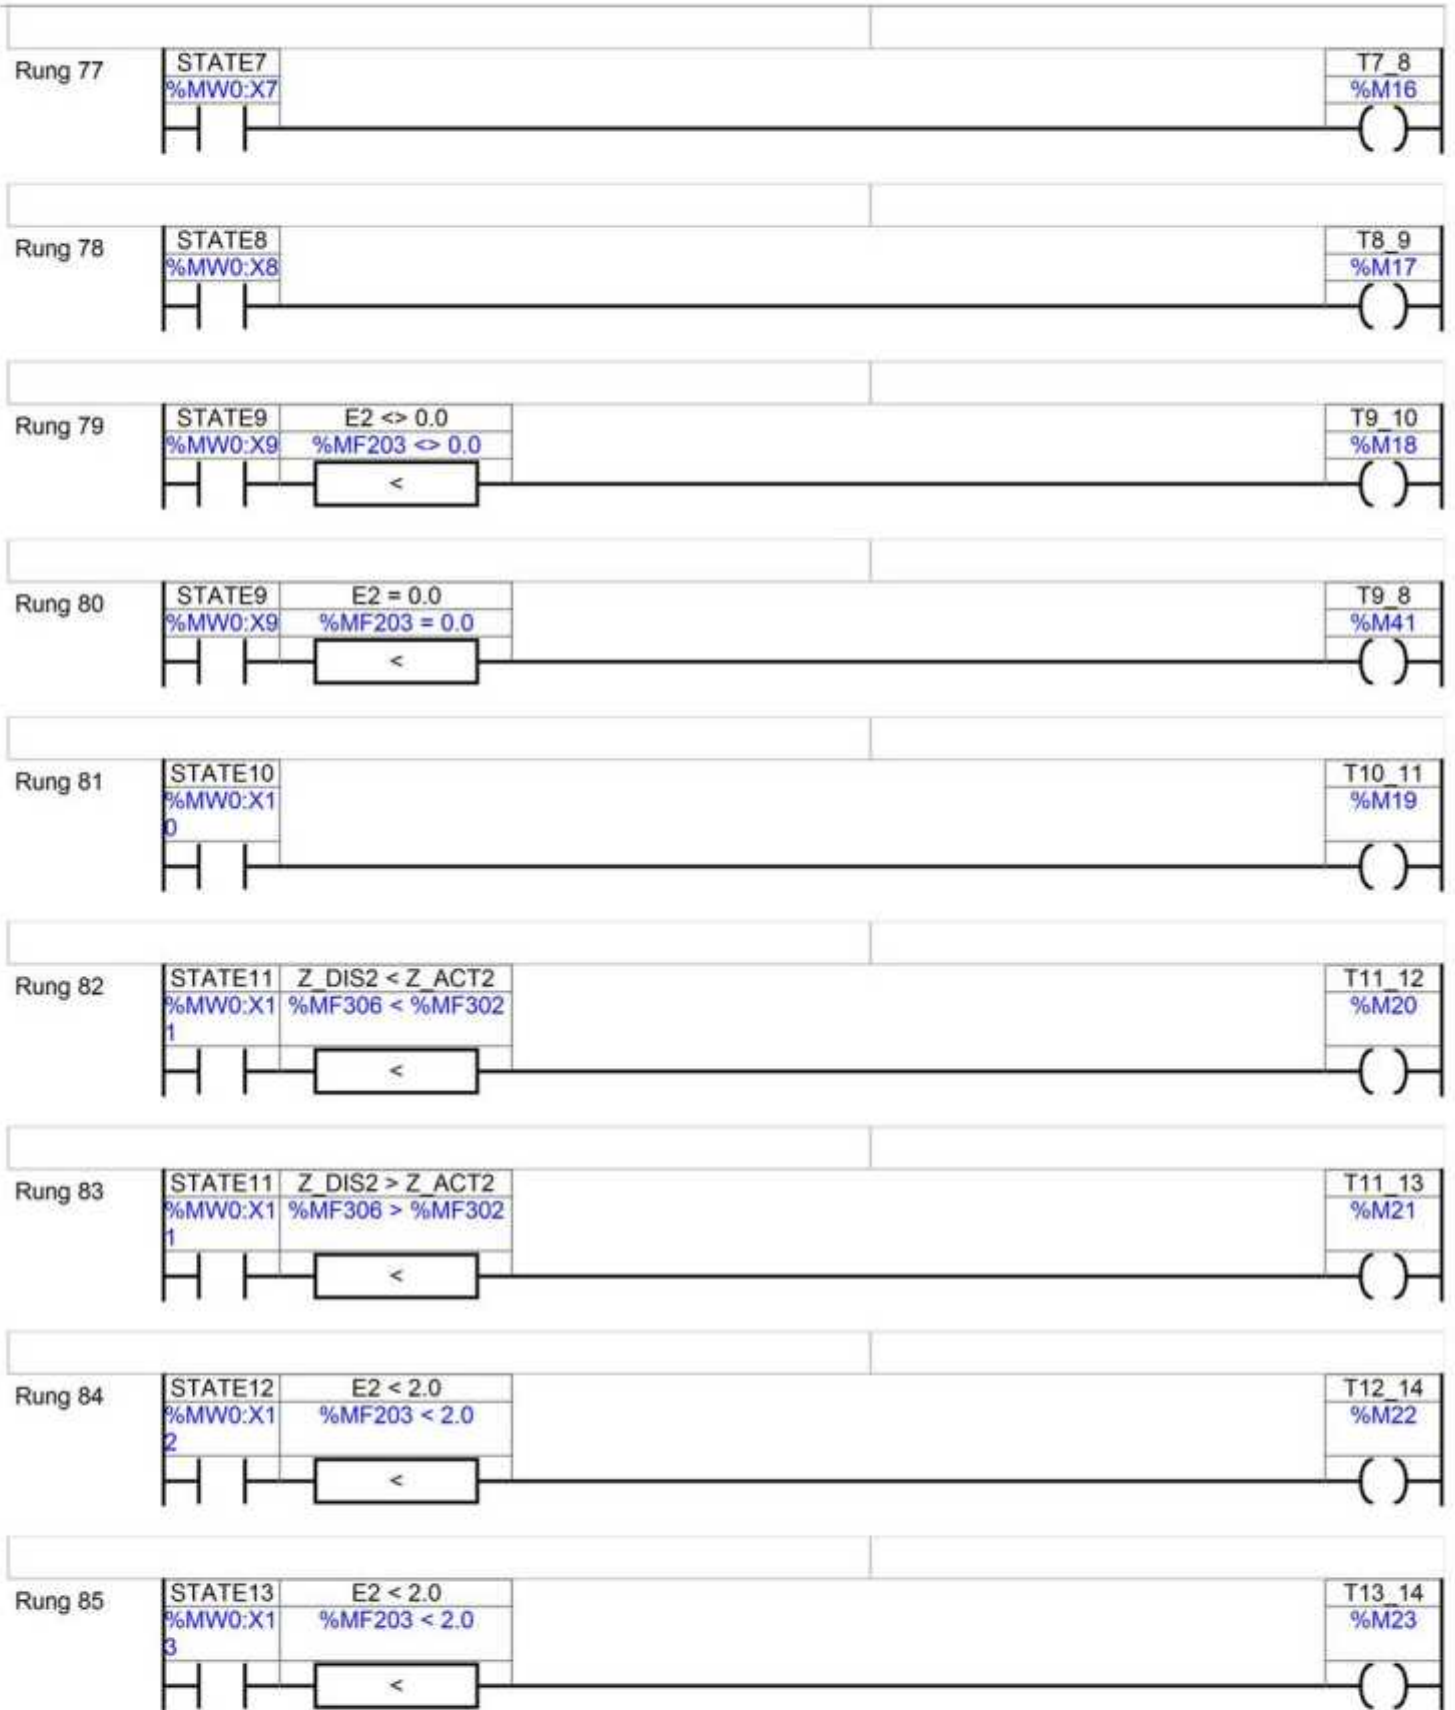 Rung 77
STATE7
T7_8
%MW0:X7
%M16
Rung 78
STATE8
T8_9
%MW0:X8
%M17
Rung 79
STATE9
E2 <> 0.0
T9_10
%MW0:X9
%MF203 <> 0.0
%M18
<
Rung 80
STATE9
E2 = 0.0
T9_8
%MW0:X9
%MF203 = 0.0
%M41
<
Rung 81
STATE10
T10_11
%MW0:X1
%M19
0
Rung 82
STATE11
Z_DIS2 < Z_ACT2
T11_12
%MW0:X1
%MF306 < %MF302
%M20
1
<
Rung 83
STATE11
Z_DIS2 > Z_ACT2
T11_13
%MW0:X1
%MF306 > %MF302
%M21
1
<
Rung 84
STATE12
E2 < 2.0
T12_14
%MW0:X1
%MF203 < 2.0
%M22
2
<
Rung 85
STATE13
E2 < 2.0
T13_14
%MW0:X1
%MF203 < 2.0
%M23
3
<